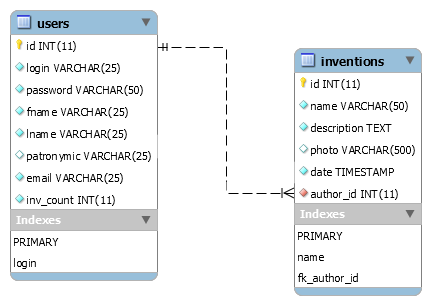 users
id INT(11)
login VARCHAR(25)
password VARCHAR(50)
fname VARCHAR(25)
lname VARCHAR(25)
patronymic VARCHAR(25)
email VARCHAR(25)
inv_count INT(11)
Indexes
PRIMARY
login
inventions
id INT(11)
name VARCHAR(50)
description TEXT
photo VARCHAR(500)
date TIMESTAMP
author_id INT(11)
Indexes
PRIMARY
name
fk_author_id